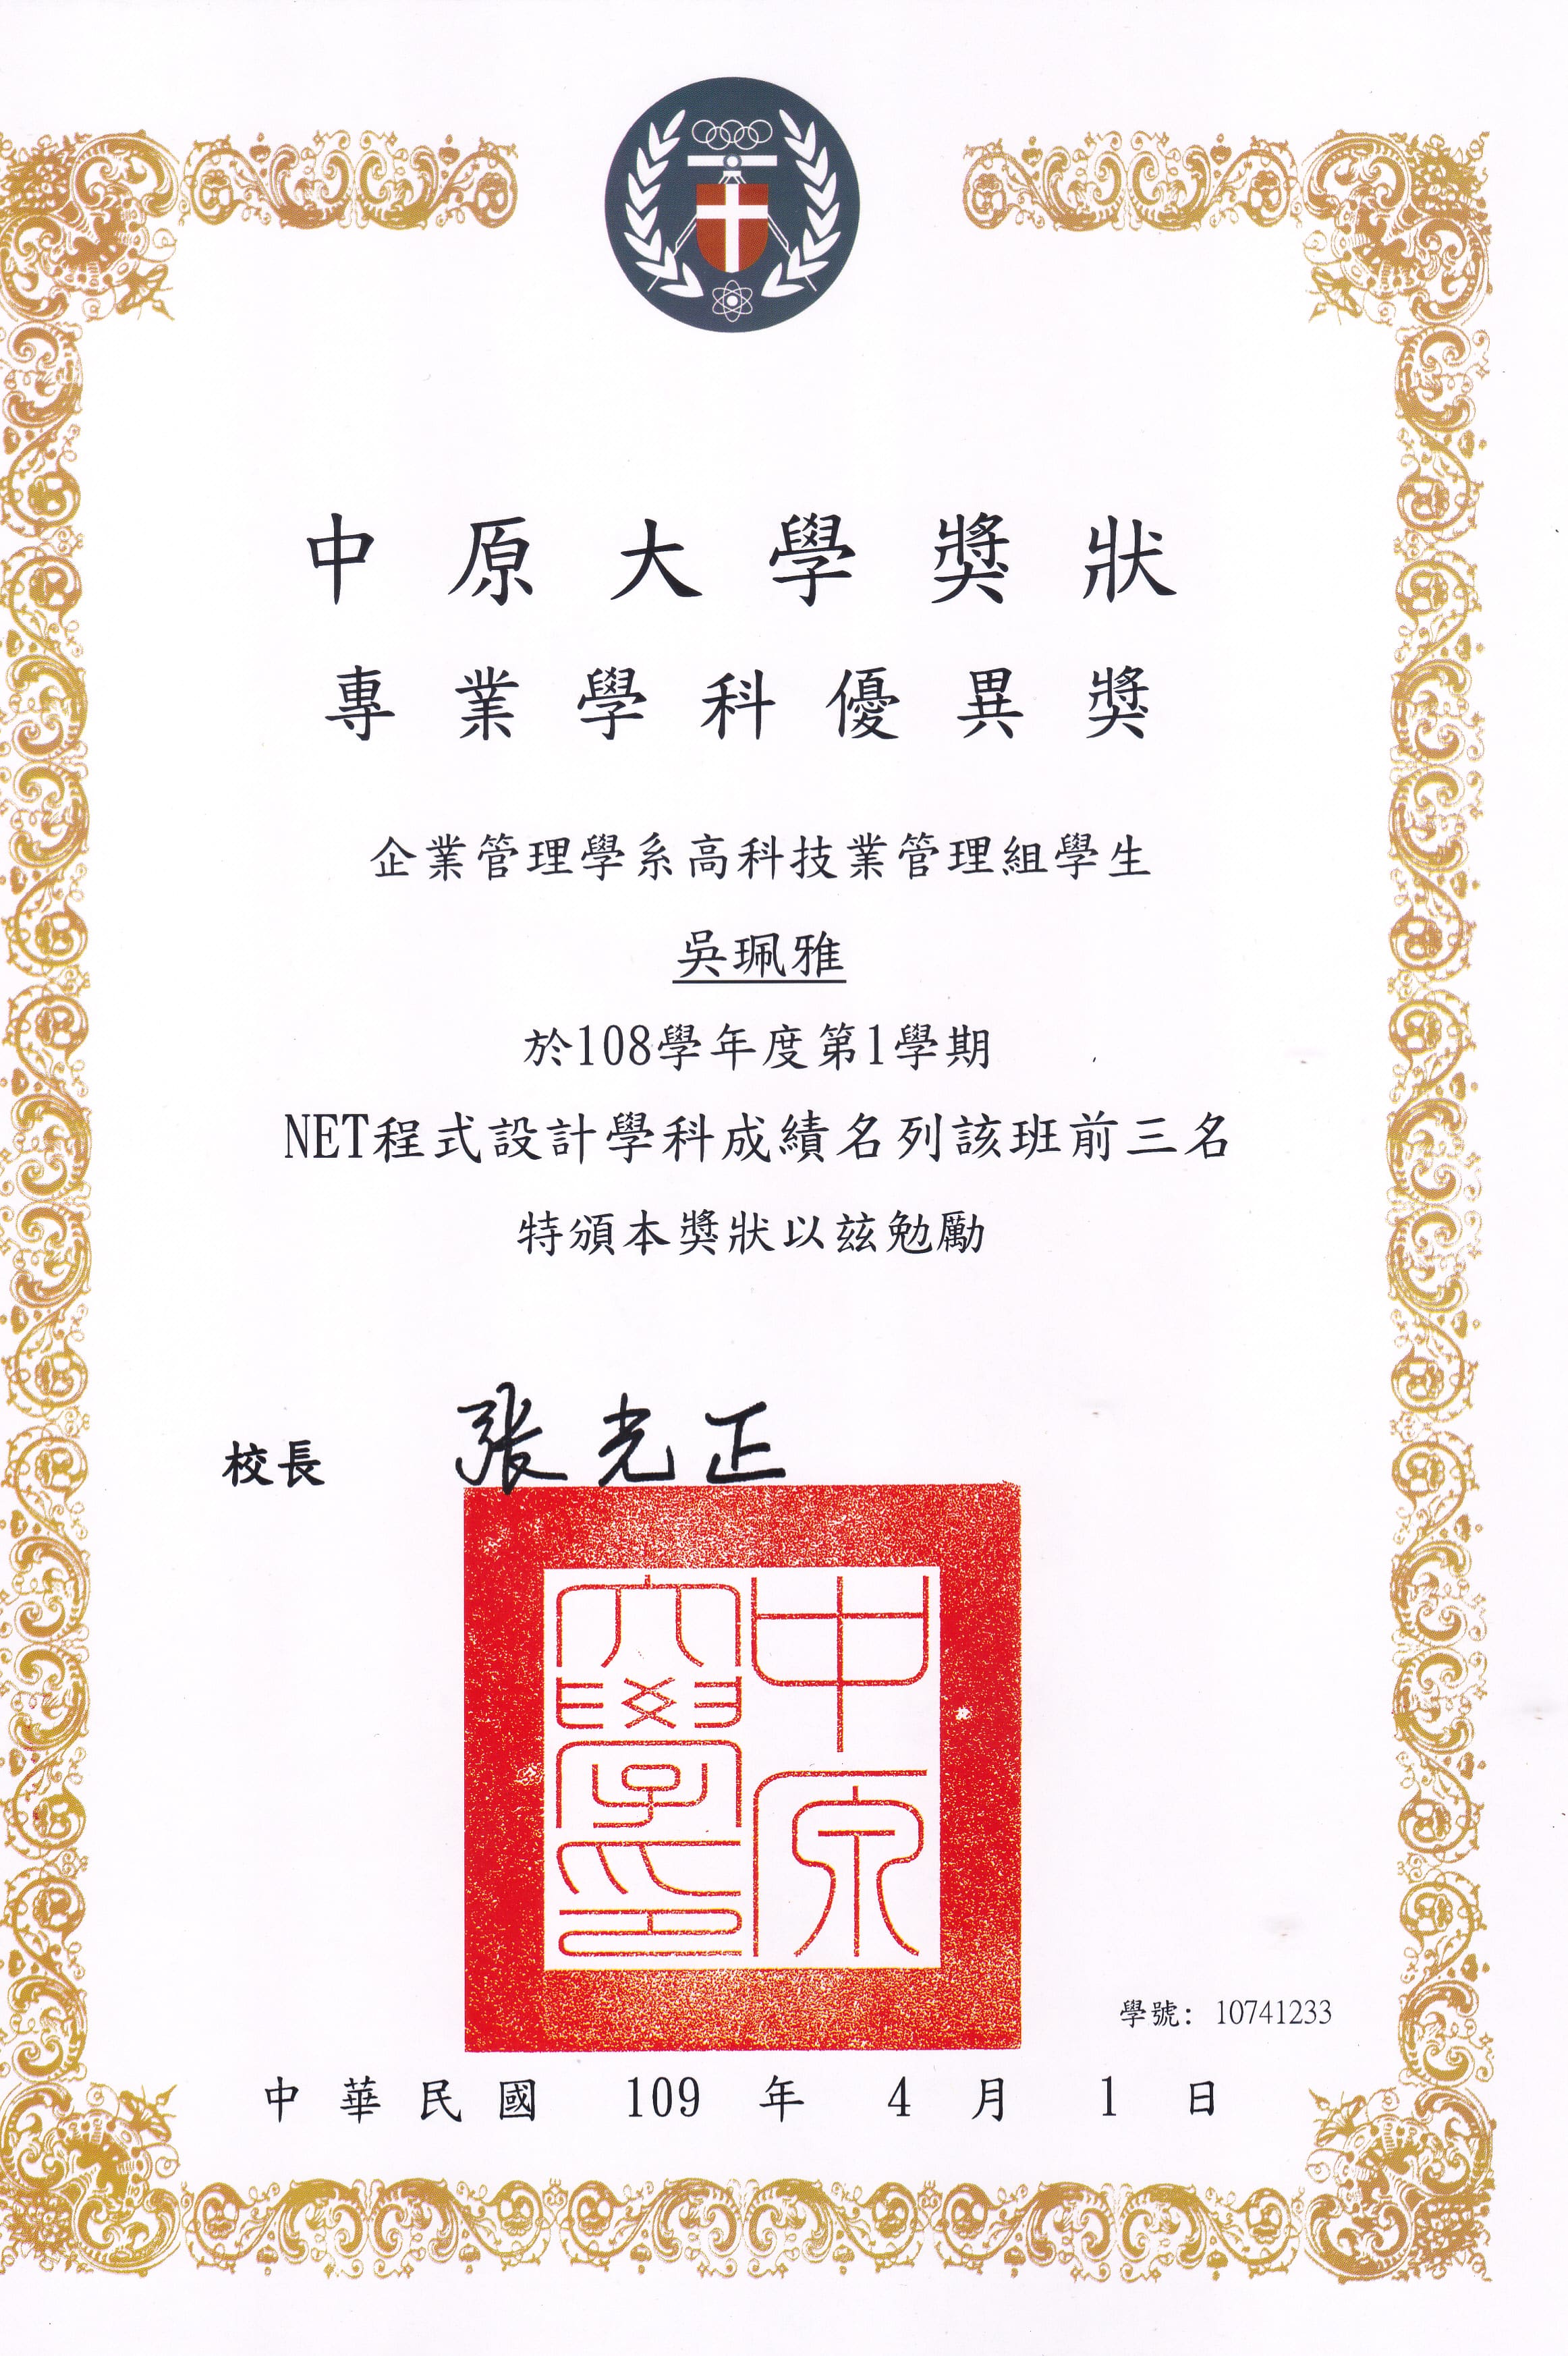 中原大學獎狀
專業學科優異獎
企業管理學系高科技業管理組學生
吳珮雅
於108學年度第1學期
NET程式設計學科成績名列該班前三名
特頒本獎狀以茲勉勵
校長 張光正
中原大學印
學號: 10741233
中華民國 109 年 4 月 1 日